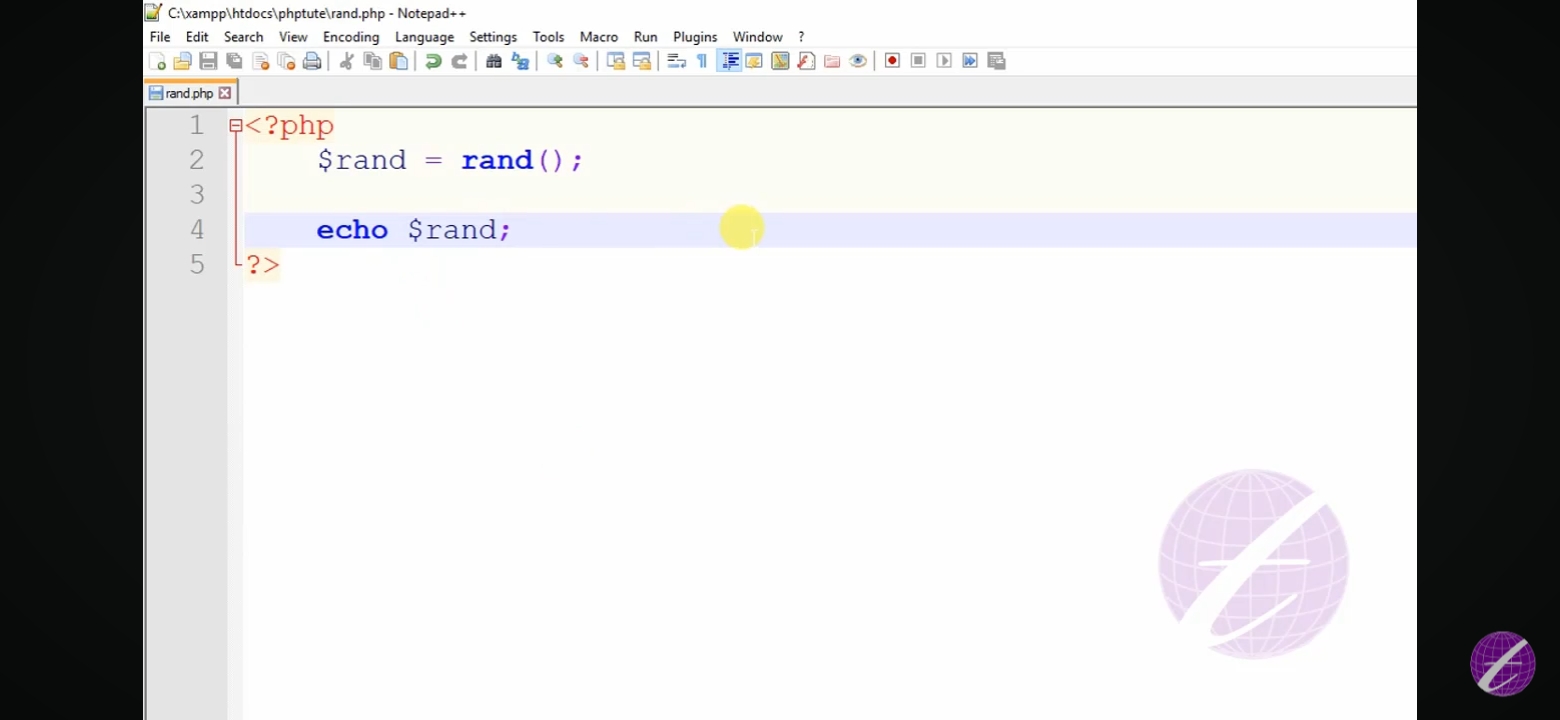 C:\xampp\htdocs\phptute\rand.php - Notepad++
File Edit Search View Encoding Language Settings Tools Macro Run Plugins Window ?
rand.php
1 <?php
2 $rand = rand();
3
4 echo $rand;
5 ?>